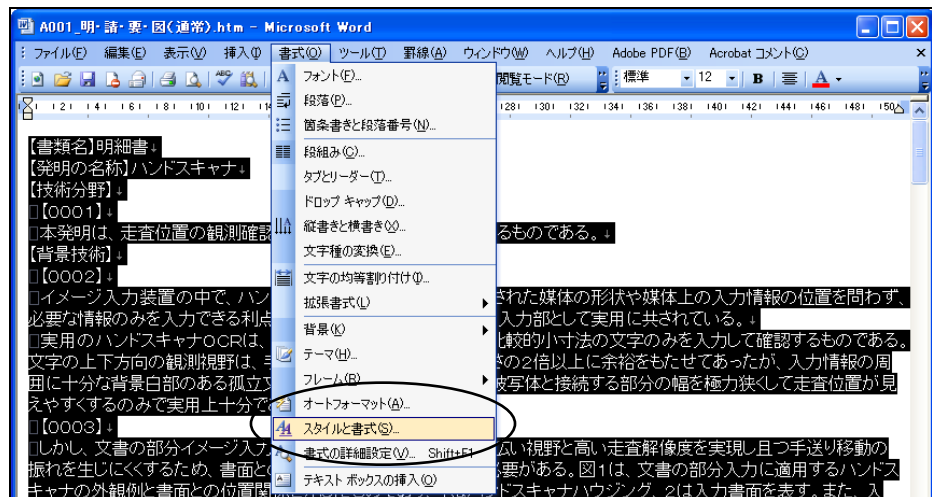 A001_明・請・要・図(通常).htm - Microsoft Word
ファイル(F) 編集(E) 表示(V) 挿入(I) 書式(O) ツール(T) 罫線(A) ウィンドウ(W) ヘルプ(H) Adobe PDF(B) Acrobat コメント(C)
閲覧モード(R) 標準 12 B A
フォント(F)...
段落(P)...
箇条書きと段落番号(N)...
段組み(C)...
タブとリーダー(T)...
ドロップ キャップ(D)...
縦書きと横書き(X)...
文字種の変換(E)...
文字の均等割り付け(I)...
拡張書式(L)
背景(K)
テーマ(H)...
フレーム(R)
オートフォーマット(A)...
スタイルと書式(S)...
書式の詳細設定(V)... Shift+F1
テキスト ボックスの挿入(O)
【書類名】明細書↓
【発明の名称】ハンドスキャナ↓
【技術分野】↓
【0001】↓
本発明は、走査位置の観測確認 るものである。↓
【背景技術】↓
【0002】↓
イメージ入力装置の中で、ハン された媒体の形状や媒体上の入力情報の位置を問わず、
必要な情報のみを入力できる利点 入力部として実用に共されている。↓
実用のハンドスキャナOCRは、 比較的小寸法の文字のみを入力して確認するものである。
文字の上下方向の観測視野は、 さの2倍以上に余裕をもたせてあったが、入力情報の周
囲に十分な背景白部のある孤立文 被写体と接続する部分の幅を極力狭くして走査位置が見
えやすくするのみで実用上十分で
【0003】↓
しかし、文書の部分イメージ入力 広い視野と高い走査解像度を実現し且つ手送り移動の
振れを生じにくくするため、書面と 要がある。図1は、文書の部分入力に適用するハンドス
キャナの外観例と書面との位置関 ドスキャナハウジング、2は入力書面を表す。また、入